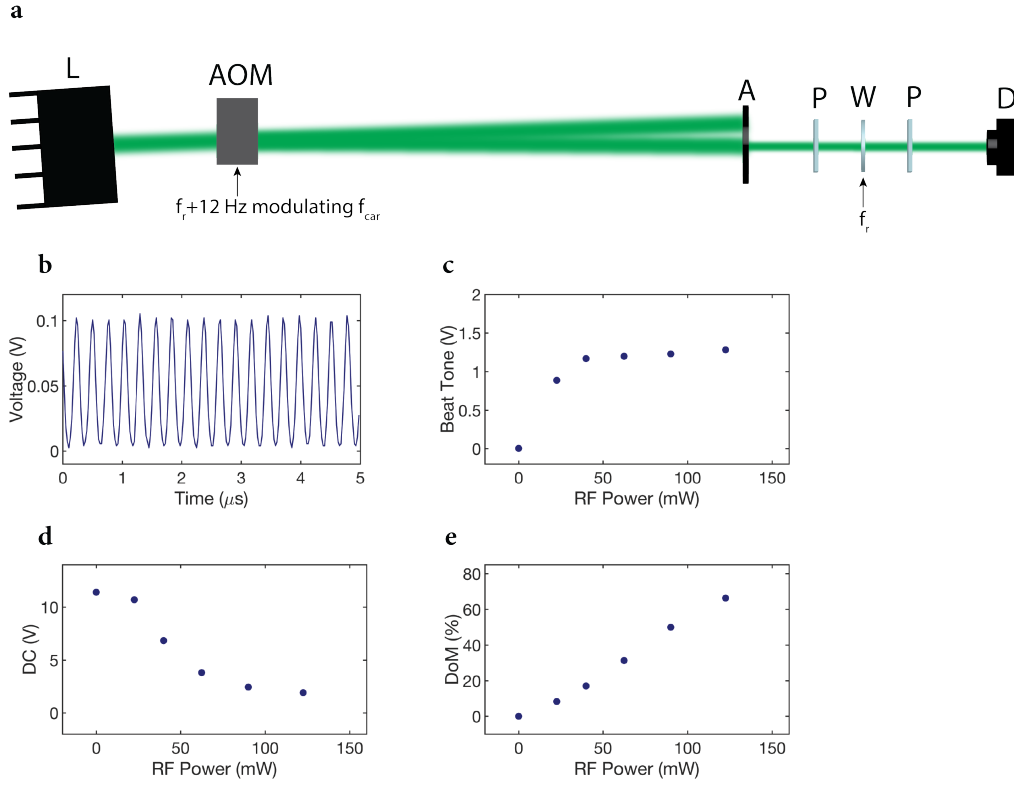 a
L
AOM
A
P
W
P
D
fr+12 Hz modulating fcar
fr
b
c
0.1
0.05
0
Voltage (V)
0 1 2 3 4 5
Time (μs)
2
1.5
1
0.5
0
Beat Tone (V)
0 50 100 150
RF Power (mW)
d
e
10
5
0
DC (V)
0 50 100 150
RF Power (mW)
80
60
40
20
0
DoM (%)
0 50 100 150
RF Power (mW)